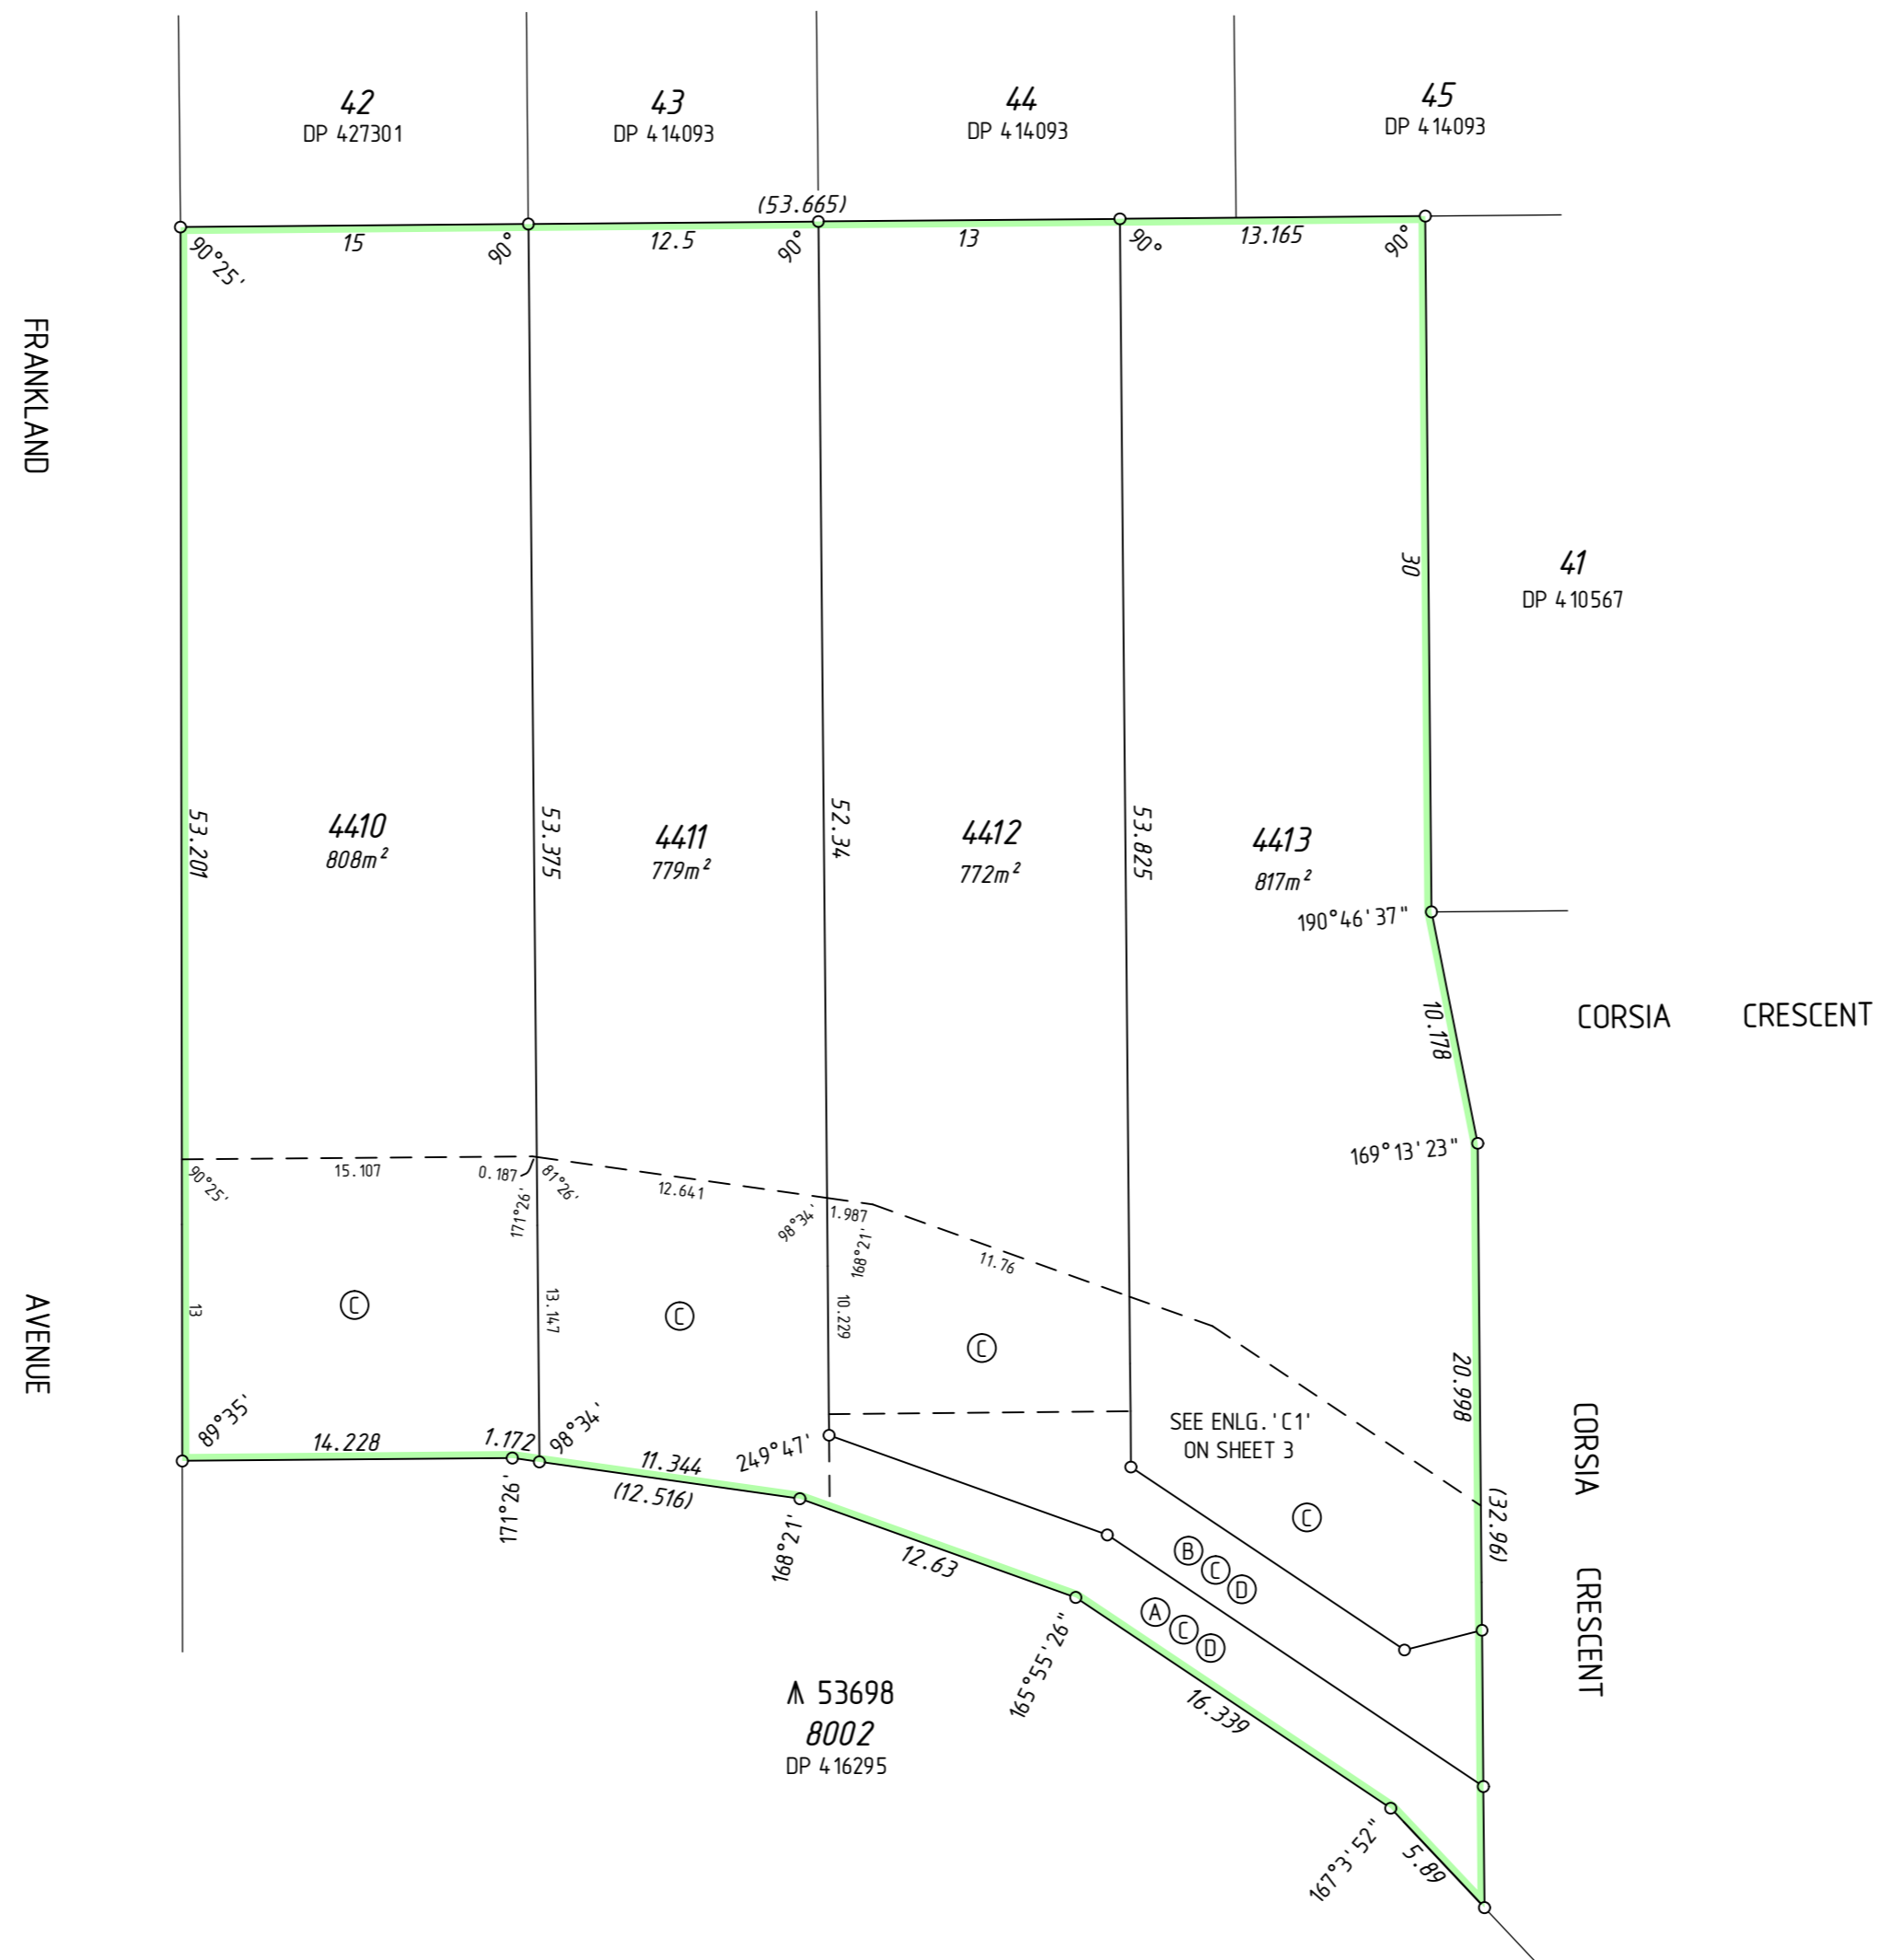 42
DP 427301
43
DP 414093
44
DP 414093
45
DP 414093
(53.665)
15
12.5
13
13.165
90°25'
90°
90°
90°
90°
FRANKLAND
30
41
DP 410567
53.201
4410
808m²
53.375
4411
779m²
52.34
4412
772m²
53.825
4413
817m²
190°46'37"
10.178
CORSIA CRESCENT
169°13'23"
90°25'
15.107
0.187
171°26'
81°26'
12.641
98°34'
1.987
168°21'
11.76
13
C
13.147
C
10.229
C
AVENUE
20.998
89°35'
14.228
1.172
98°34'
171°26'
11.344
(12.516)
249°47'
168°21'
SEE ENLG.'C1'
ON SHEET 3
C
(32.96)
CORSIA
CRESCENT
12.63
B C D
A C D
165°55'26"
16.339
53698
8002
DP 416295
167°3'52"
5.89